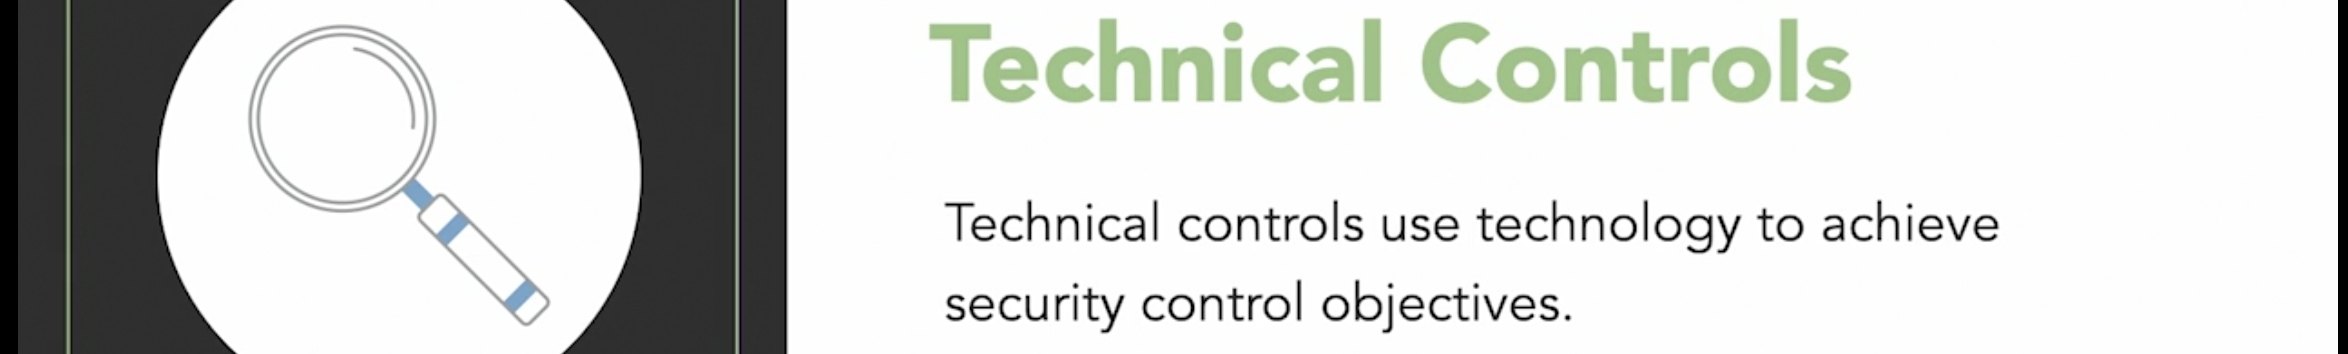 Technical Controls
Technical controls use technology to achieve
security control objectives.